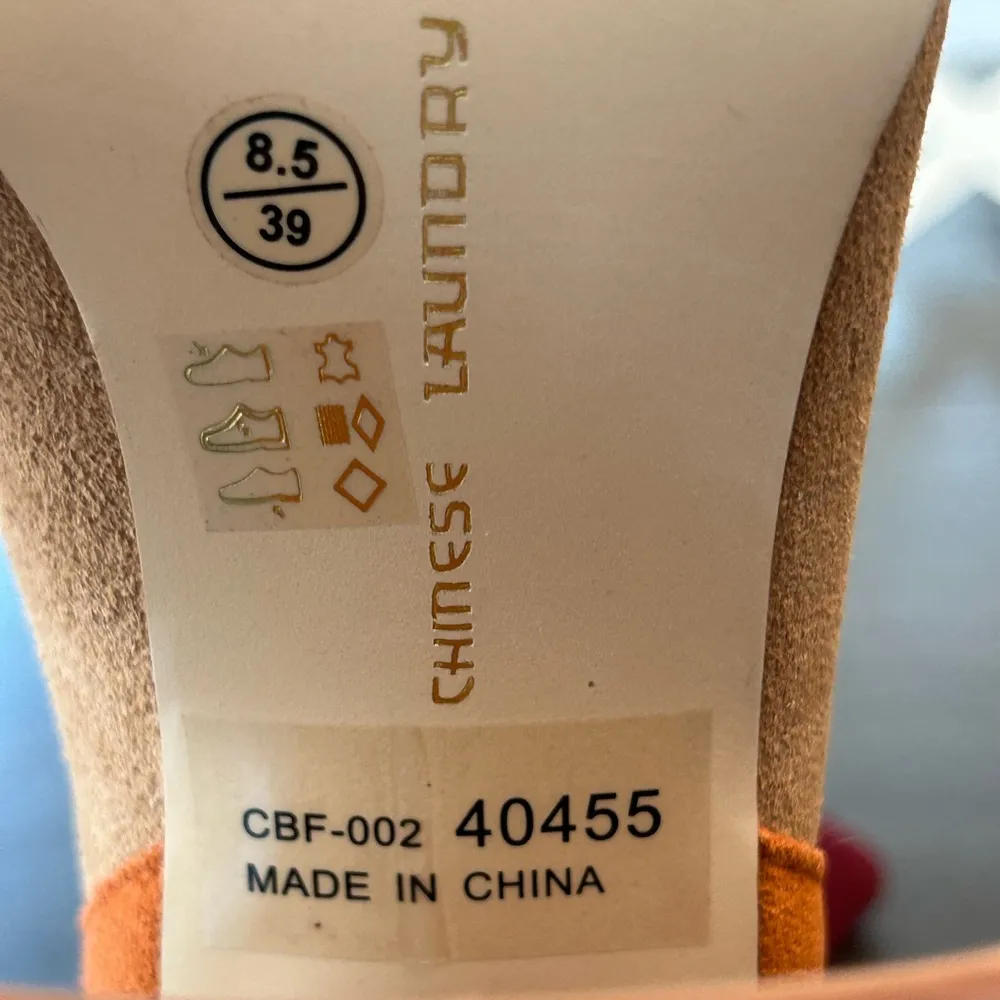 8.5
39
CHINESE LAUNDRY
CBF-002 40455
MADE IN CHINA